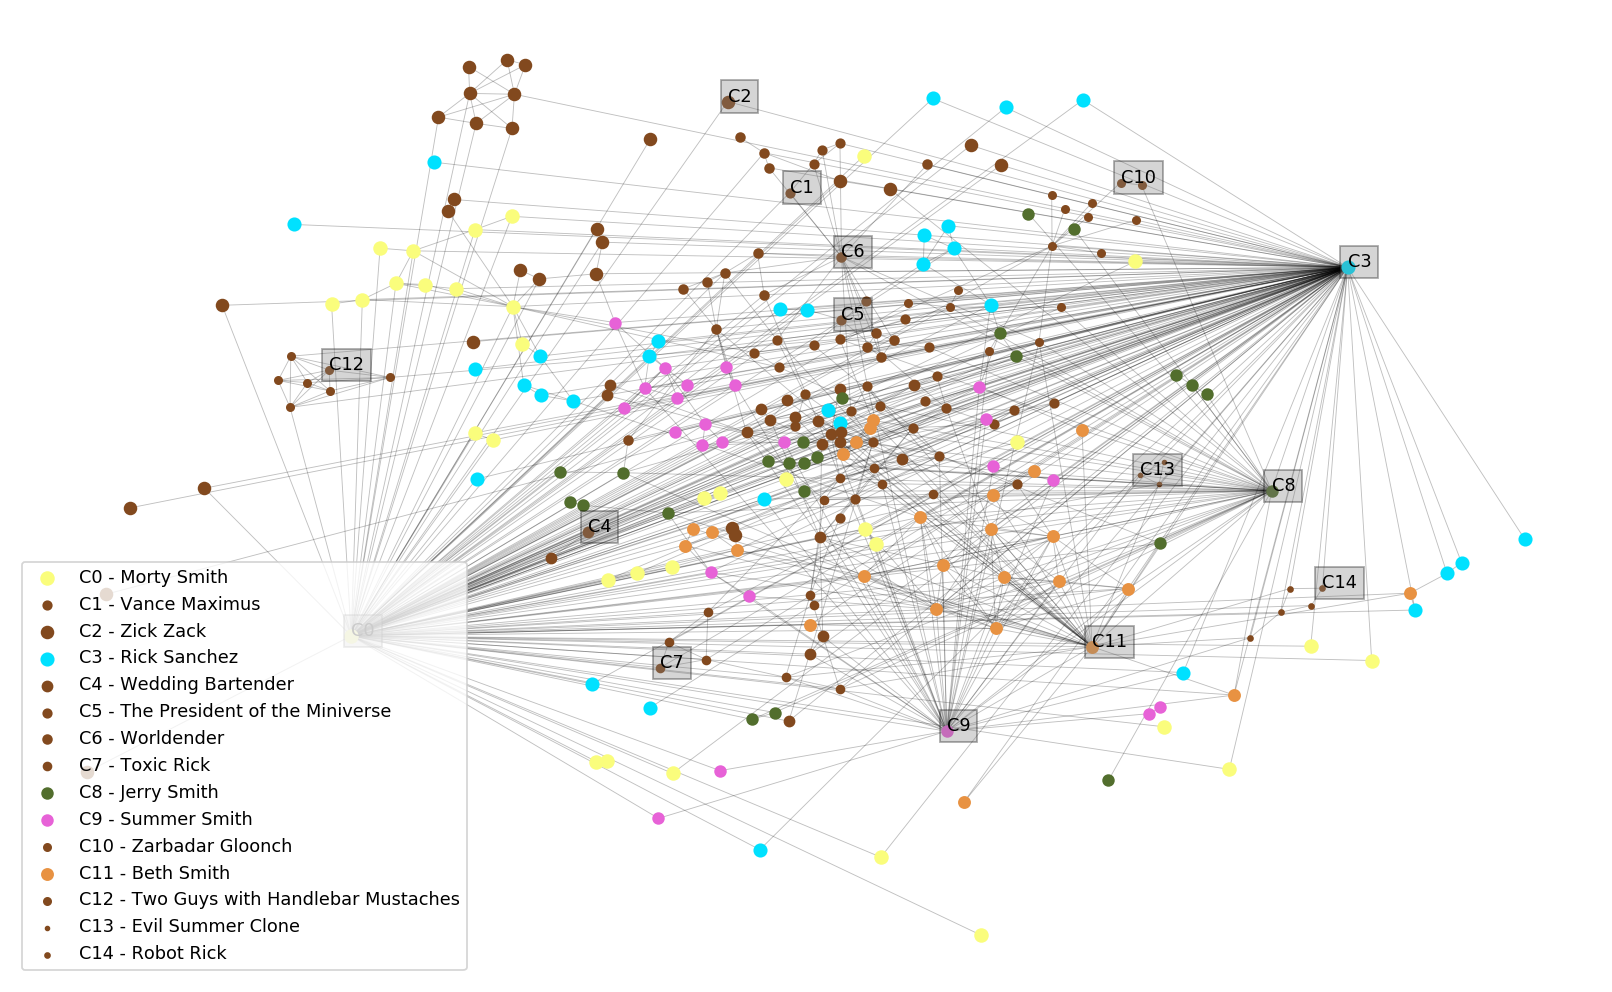 C2
C1
C10
C6
C3
C5
C12
C13
C8
C4
C14
C0
C11
C7
C9
C0 - Morty Smith
C1 - Vance Maximus
C2 - Zick Zack
C3 - Rick Sanchez
C4 - Wedding Bartender
C5 - The President of the Miniverse
C6 - Worldender
C7 - Toxic Rick
C8 - Jerry Smith
C9 - Summer Smith
C10 - Zarbadar Gloonch
C11 - Beth Smith
C12 - Two Guys with Handlebar Mustaches
C13 - Evil Summer Clone
C14 - Robot Rick